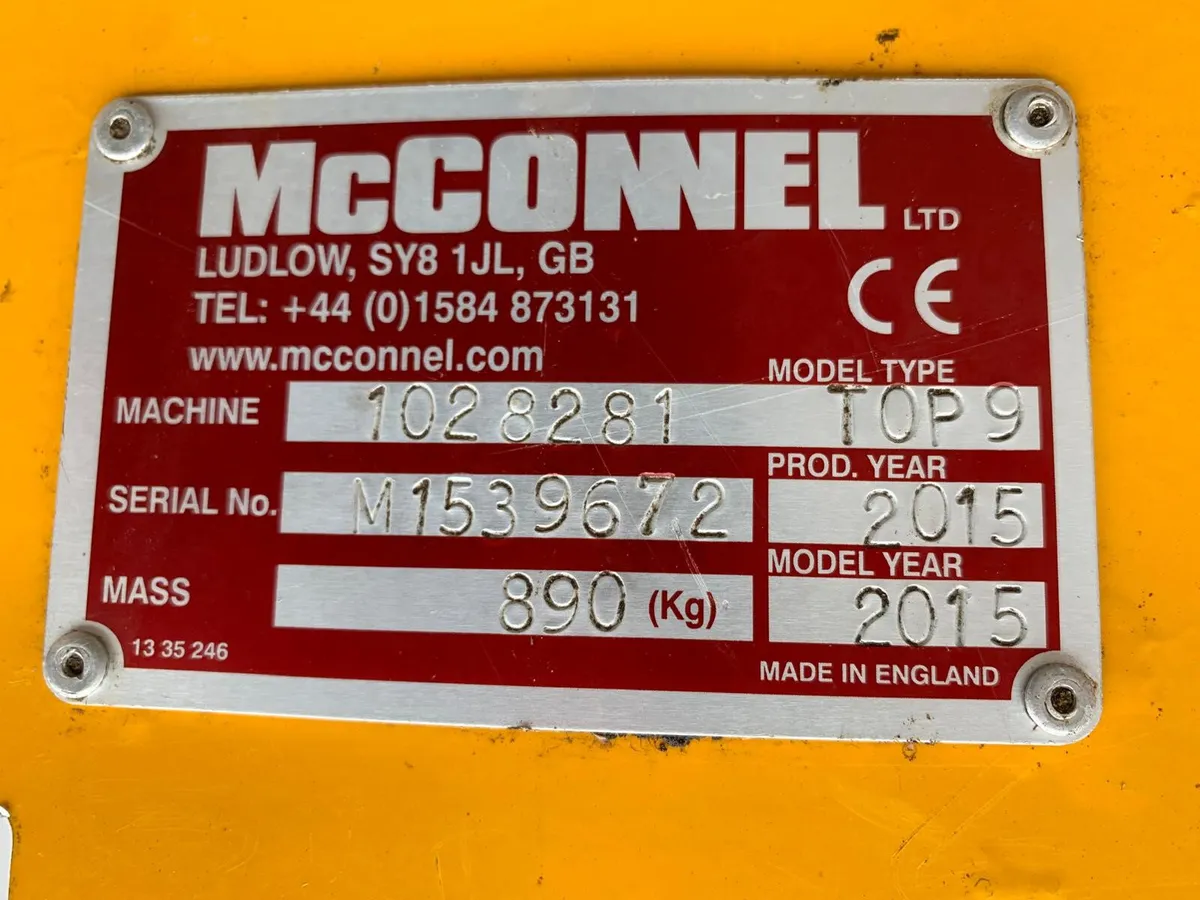 McCONNEL LTD
LUDLOW, SY8 1JL, GB
TEL: +44 (0)1584 873131
www.mcconnel.com
CE
MODEL TYPE
MACHINE 1028281 TOP9
PROD. YEAR
SERIAL No. M1539672 2015
MODEL YEAR
MASS 890 (Kg) 2015
13 35 246
MADE IN ENGLAND